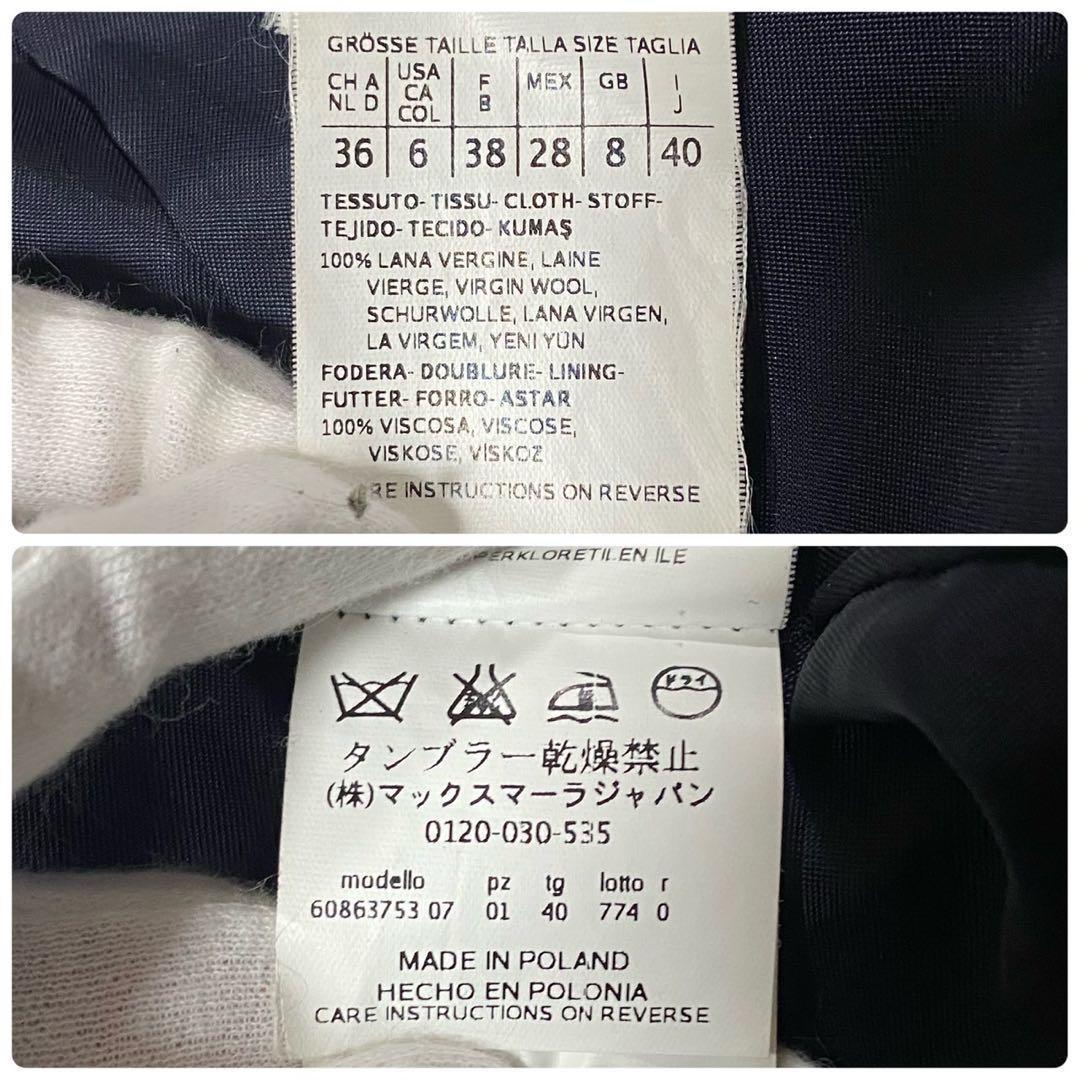 GRÖSSE TAILLE TALLA SIZE TAGLIA
CH A USA F MEX GB I
NL D CA B J
COL
36 6 38 28 8 40
TESSUTO- TISSU- CLOTH- STOFF-
TEJIDO- TECIDO- KUMAŞ
100% LANA VERGINE, LAINE
VIERGE, VIRGIN WOOL,
SCHURWOLLE, LANA VIRGEN,
LA VIRGEM, YENI YÜN
FODERA- DOUBLURE- LINING-
FUTTER- FORRO- ASTAR
100% VISCOSA, VISCOSE,
VISKOSE, VISKOZ
RE INSTRUCTIONS ON REVERSE
PERKLORETILEN ILE
ドライ
タンブラー乾燥禁止
(株)マックスマーラジャパン
0120-030-535
modello pz tg lotto r
60863753 07 01 40 774 0
MADE IN POLAND
HECHO EN POLONIA
CARE INSTRUCTIONS ON REVERSE